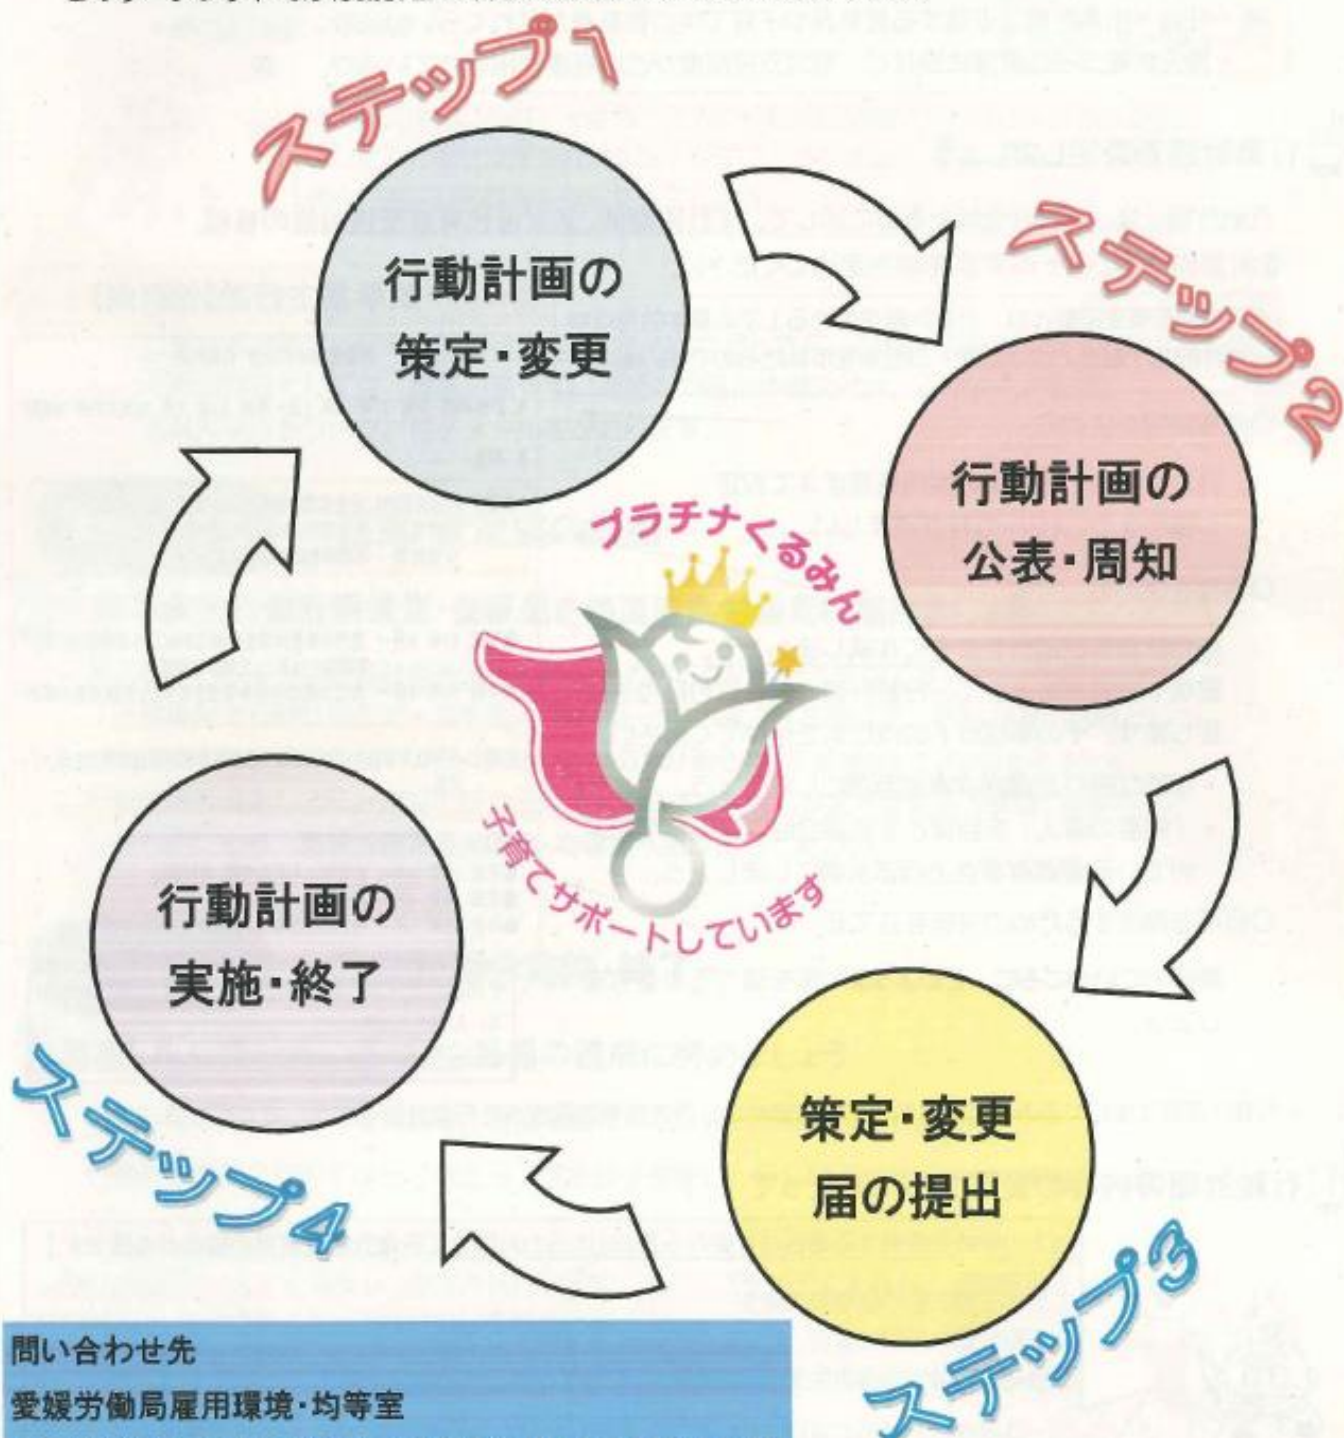 ステップ1
行動計画の
策定・変更
ステップ2
行動計画の
公表・周知
プラチナくるみん
子育てサポートしています
行動計画の
実施・終了
ステップ4
策定・変更
届の提出
ステップ3
問い合わせ先
愛媛労働局雇用環境・均等室